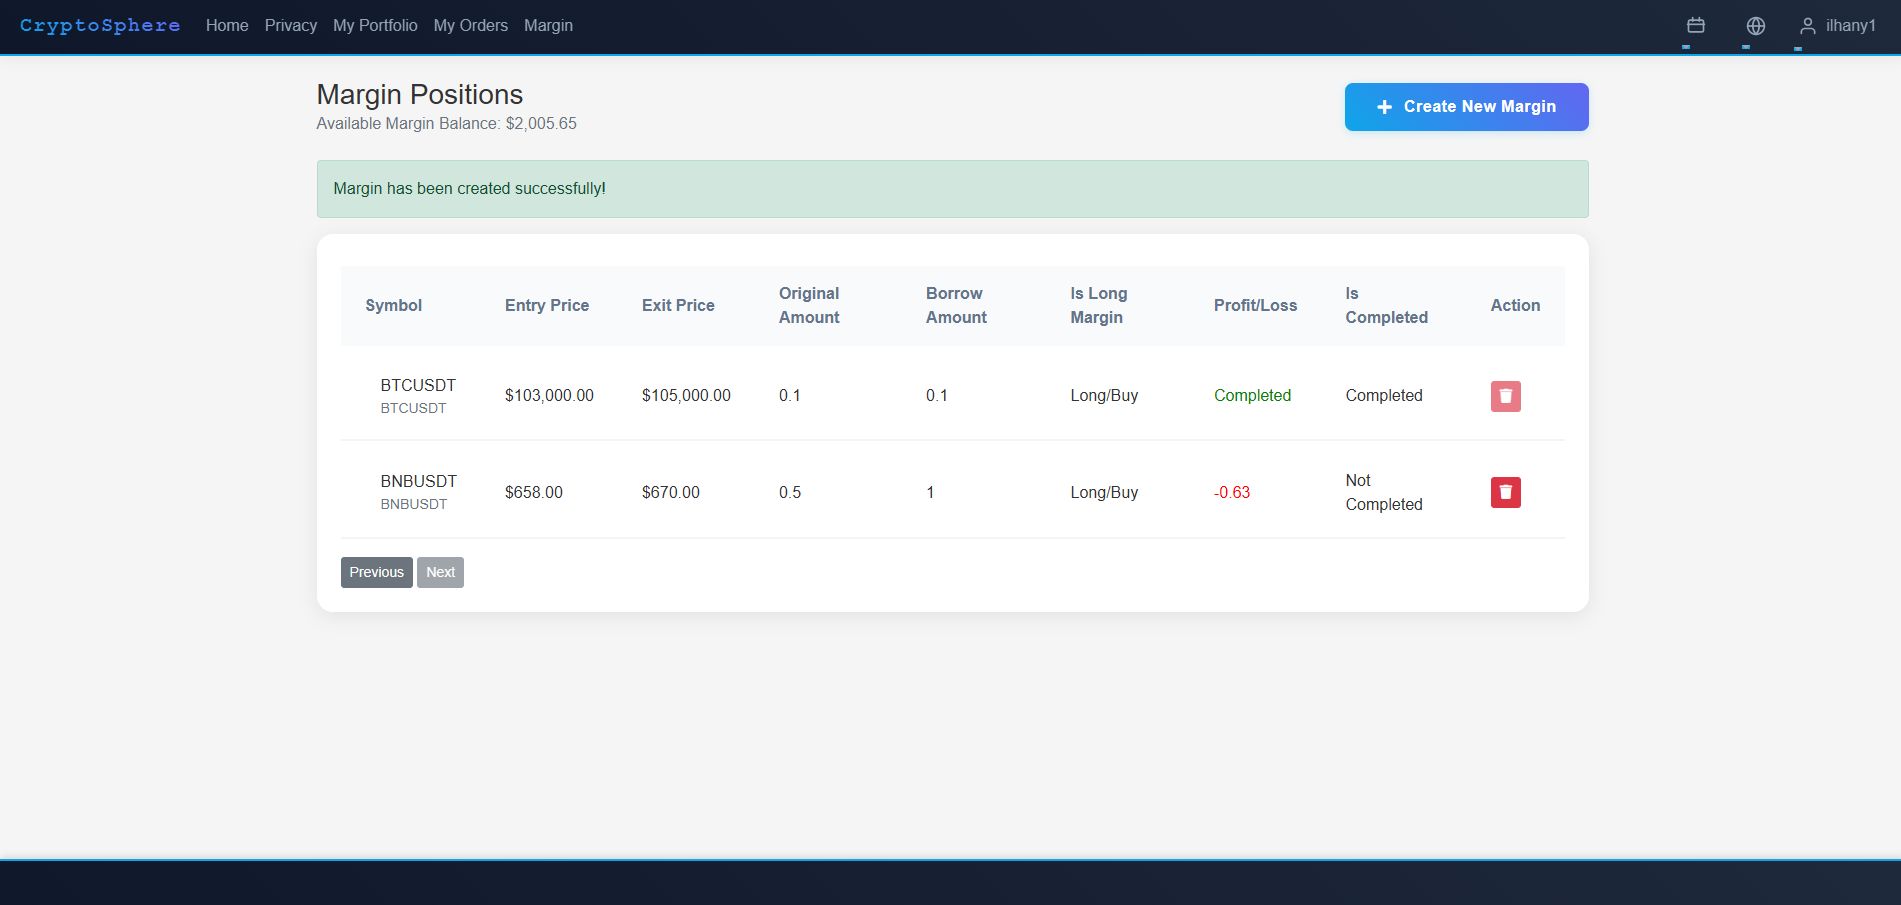 CryptoSphere Home Privacy My Portfolio My Orders Margin ilhany1
Margin Positions
Available Margin Balance: $2,005.65
Create New Margin
Margin has been created successfully!
Symbol Entry Price Exit Price Original Amount Borrow Amount Is Long Margin Profit/Loss Is Completed Action
BTCUSDT
BTCUSDT
$103,000.00 $105,000.00 0.1 0.1 Long/Buy Completed Completed
BNBUSDT
BNBUSDT
$658.00 $670.00 0.5 1 Long/Buy -0.63 Not Completed
Previous Next